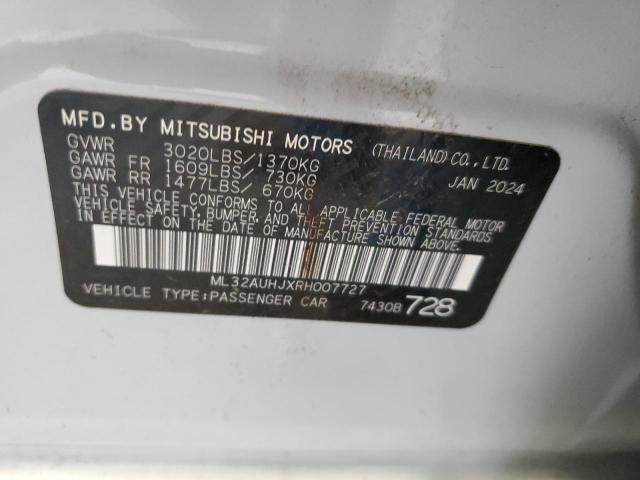 MFD. BY MITSUBISHI MOTORS (THAILAND) CO., LTD.
GVWR 3020LBS/1370KG JAN 2024
GAWR FR 1609LBS/ 730KG
GAWR RR 1477LBS/ 670KG
THIS VEHICLE CONFORMS TO ALL APPLICABLE FEDERAL MOTOR
VEHICLE SAFETY, BUMPER, AND THEFT PREVENTION STANDARDS
IN EFFECT ON THE DATE OF MANUFACTURE SHOWN ABOVE.
ML32AUHJXRH007727
VEHICLE TYPE:PASSENGER CAR 7430B 728